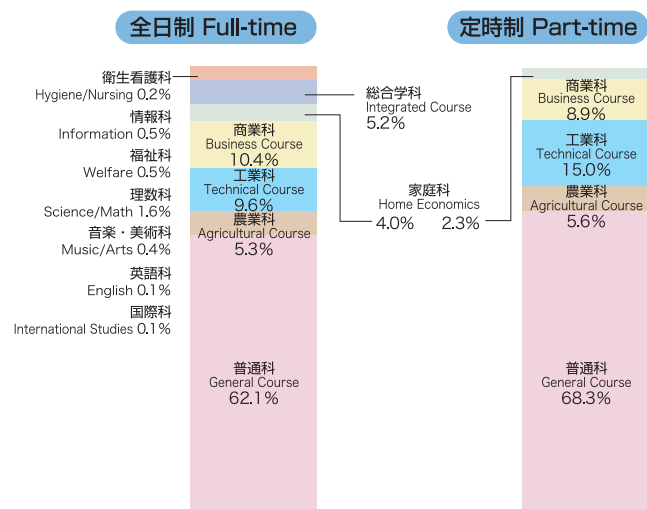 全日制 Full-time
定時制 Part-time
衛生看護科
Hygiene/Nursing 0.2%
情報科
Information 0.5%
福祉科
Welfare 0.5%
理数科
Science/Math 1.6%
音楽・美術科
Music/Arts 0.4%
英語科
English 0.1%
国際科
International Studies 0.1%
商業科
Business Course
10.4%
工業科
Technical Course
9.6%
農業科
Agricultural Course
5.3%
普通科
General Course
62.1%
総合学科
Integrated Course
5.2%
家庭科
Home Economics
4.0% 2.3%
商業科
Business Course
8.9%
工業科
Technical Course
15.0%
農業科
Agricultural Course
5.6%
普通科
General Course
68.3%